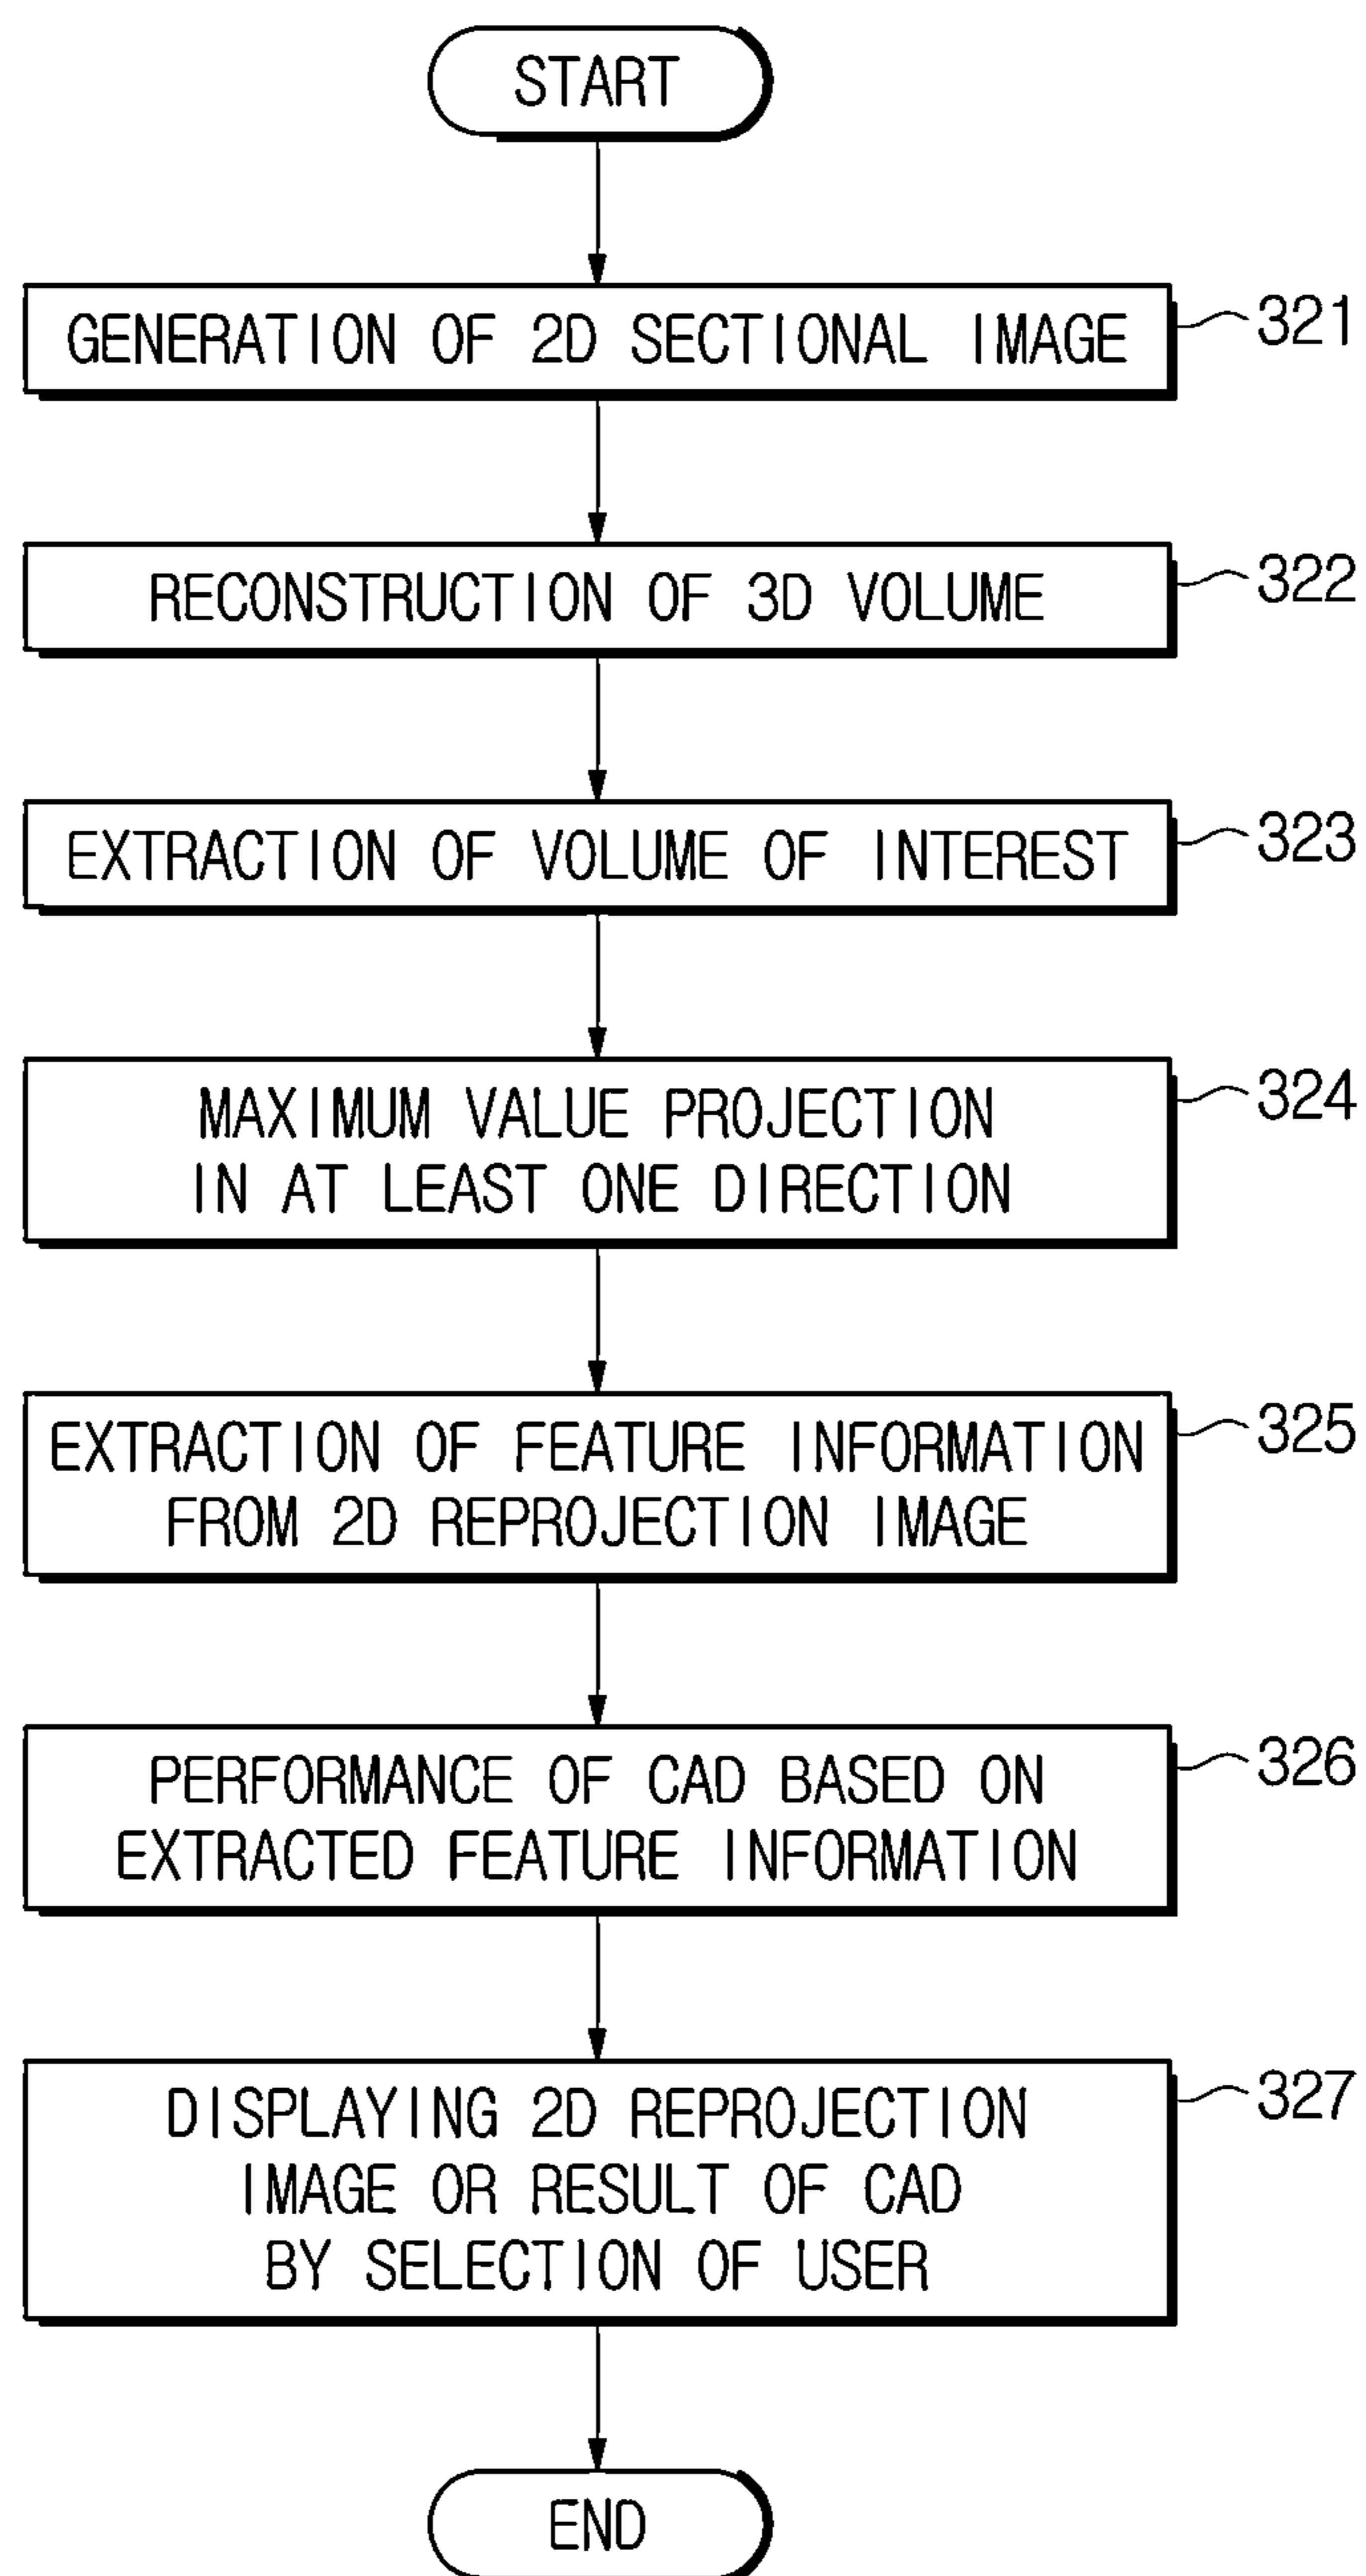 START
GENERATION OF 2D SECTIONAL IMAGE
321
RECONSTRUCTION OF 3D VOLUME
322
EXTRACTION OF VOLUME OF INTEREST
323
MAXIMUM VALUE PROJECTION
IN AT LEAST ONE DIRECTION
324
EXTRACTION OF FEATURE INFORMATION
FROM 2D REPROJECTION IMAGE
325
PERFORMANCE OF CAD BASED ON
EXTRACTED FEATURE INFORMATION
326
DISPLAYING 2D REPROJECTION
IMAGE OR RESULT OF CAD
BY SELECTION OF USER
327
END